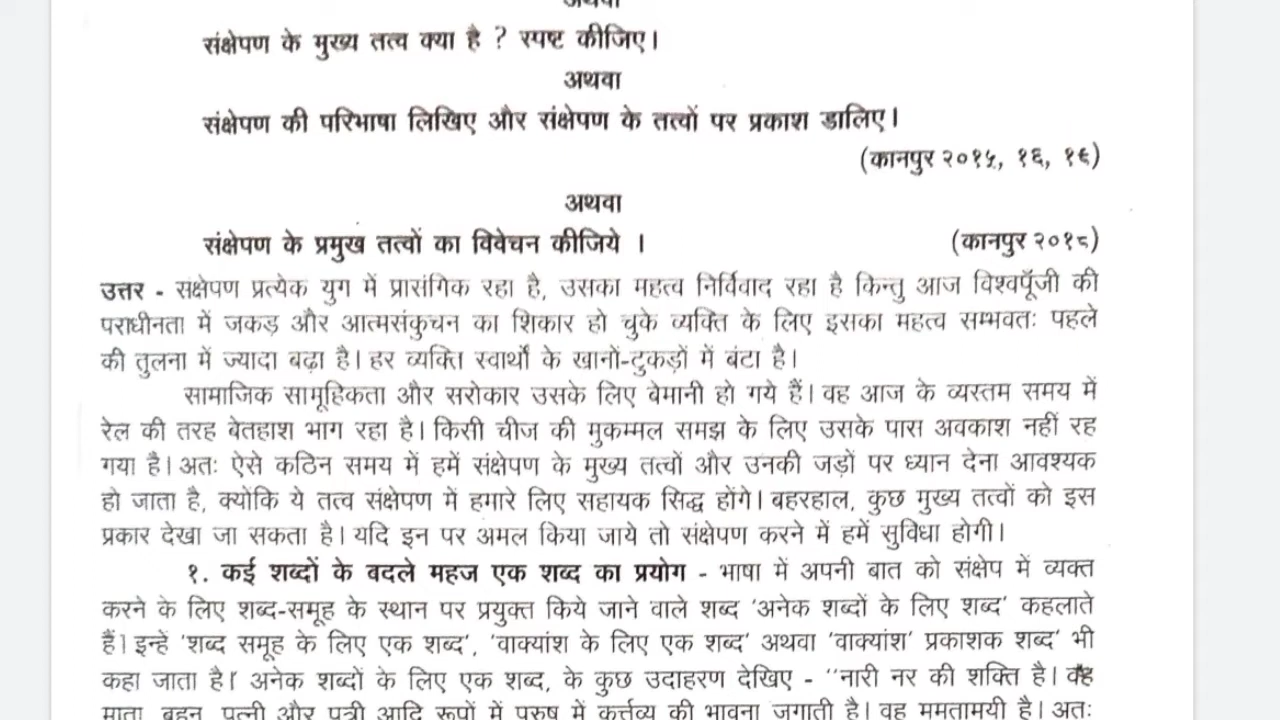 अथवा
संक्षेपण के मुख्य तत्व क्या है ? स्पष्ट कीजिए।
अथवा
संक्षेपण की परिभाषा लिखिए और संक्षेपण के तत्वों पर प्रकाश डालिए।
(कानपुर २०१५, १६, १९)
अथवा
संक्षेपण के प्रमुख तत्वों का विवेचन कीजिये ।
(कानपुर २०१८)
उत्तर - संक्षेपण प्रत्येक युग में प्रासंगिक रहा है, उसका महत्व निर्विवाद रहा है किन्तु आज विश्वपूँजी की
पराधीनता में जकड़ और आत्मसंकुचन का शिकार हो चुके व्यक्ति के लिए इसका महत्व सम्भवतः पहले
की तुलना में ज्यादा बढ़ा है। हर व्यक्ति स्वार्थों के खानों-टुकड़ों में बंटा है।
सामाजिक सामूहिकता और सरोकार उसके लिए बेमानी हो गये हैं। वह आज के व्यस्तम समय में
रेल की तरह बेतहाश भाग रहा है। किसी चीज की मुकम्मल समझ के लिए उसके पास अवकाश नहीं रह
गया है। अतः ऐसे कठिन समय में हमें संक्षेपण के मुख्य तत्वों और उनकी जड़ों पर ध्यान देना आवश्यक
हो जाता है, क्योंकि ये तत्व संक्षेपण में हमारे लिए सहायक सिद्ध होंगे। बहरहाल, कुछ मुख्य तत्वों को इस
प्रकार देखा जा सकता है। यदि इन पर अमल किया जाये तो संक्षेपण करने में हमें सुविधा होगी।
१. कई शब्दों के बदले महज एक शब्द का प्रयोग - भाषा में अपनी बात को संक्षेप में व्यक्त
करने के लिए शब्द-समूह के स्थान पर प्रयुक्त किये जाने वाले शब्द 'अनेक शब्दों के लिए शब्द' कहलाते
हैं। इन्हें 'शब्द समूह के लिए एक शब्द', 'वाक्यांश के लिए एक शब्द' अथवा 'वाक्यांश' प्रकाशक शब्द' भी
कहा जाता है। अनेक शब्दों के लिए एक शब्द, के कुछ उदाहरण देखिए - ''नारी नर की शक्ति है। वह
माता, बहन, पत्नी और पुत्री आदि रूपों में पुरुष में कर्त्तव्य की भावना जगाती है। वह ममतामयी है। अतः